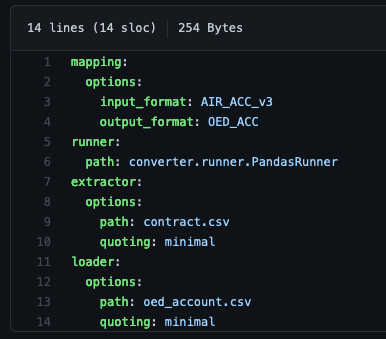 14 lines (14 sloc) 254 Bytes
1 mapping:
2   options:
3     input_format: AIR_ACC_v3
4     output_format: OED_ACC
5 runner:
6   path: converter.runner.PandasRunner
7 extractor:
8   options:
9     path: contract.csv
10     quoting: minimal
11 loader:
12   options:
13     path: oed_account.csv
14     quoting: minimal